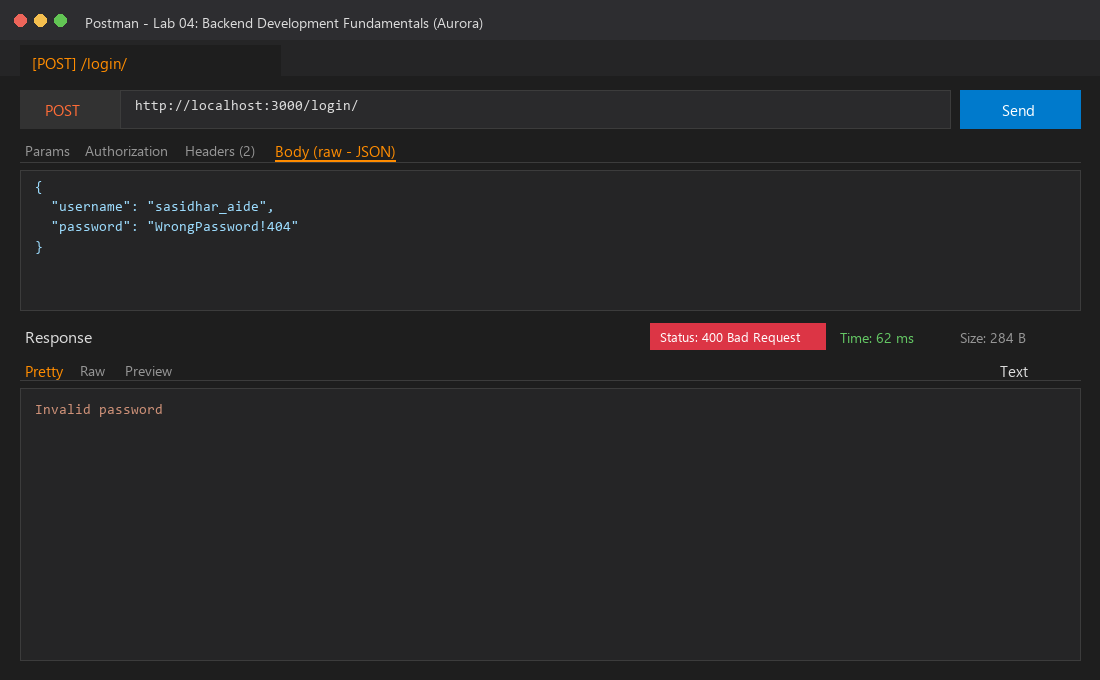 Postman - Lab 04: Backend Development Fundamentals (Aurora)
[POST] /login/
POST http://localhost:3000/login/ Send
Params Authorization Headers (2) Body (raw - JSON)
{
"username": "sasidhar_aide",
"password": "WrongPassword!404"
}
Response Status: 400 Bad Request Time: 62 ms Size: 284 B
Pretty Raw Preview Text
Invalid password